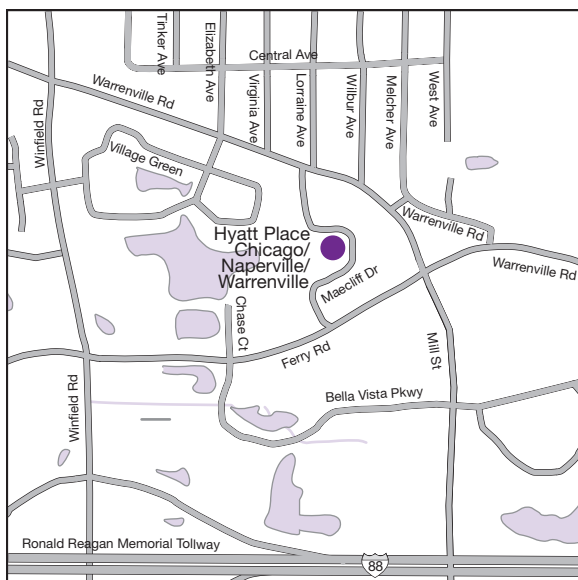 Tinker Ave
Elizabeth Ave
Central Ave
Virginia Ave
Lorraine Ave
Wilbur Ave
Melcher Ave
West Ave
Warrenville Rd
Winfield Rd
Village Green
Warrenville Rd
Warrenville Rd
Hyatt Place
Chicago/
Naperville/
Warrenville
Maecliff Dr
Chase Ct
Ferry Rd
Mill St
Winfield Rd
Bella Vista Pkwy
Ronald Reagan Memorial Tollway
88